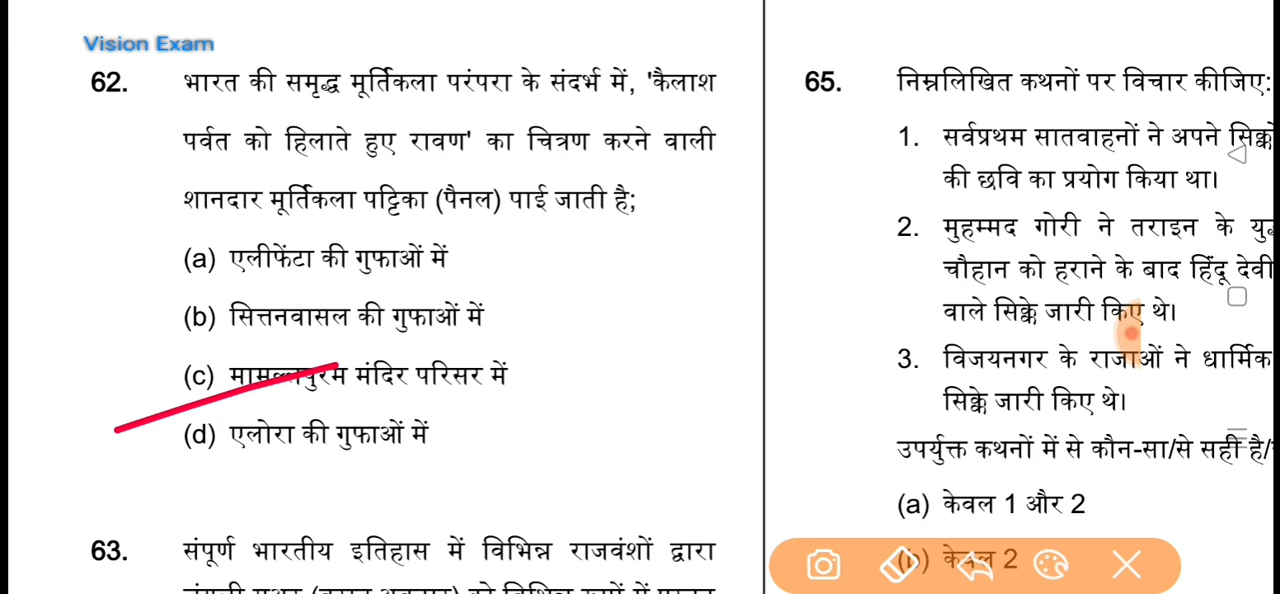 Vision Exam
62. भारत की समृद्ध मूर्तिकला परंपरा के संदर्भ में, 'कैलाश
पर्वत को हिलाते हुए रावण' का चित्रण करने वाली
शानदार मूर्तिकला पट्टिका (पैनल) पाई जाती है;
(a) एलीफेंटा की गुफाओं में
(b) सित्तनवासल की गुफाओं में
(c) मामल्लपुरम मंदिर परिसर में
(d) एलोरा की गुफाओं में
63. संपूर्ण भारतीय इतिहास में विभिन्न राजवंशों द्वारा
65. निम्नलिखित कथनों पर विचार कीजिए:
1. सर्वप्रथम सातवाहनों ने अपने
की छवि का प्रयोग किया था।
2. मुहम्मद गोरी ने तराइन के
चौहान को हराने के बाद हिंदू देवी
वाले सिक्के जारी किए थे।
3. विजयनगर के राजाओं ने धार्मिक
सिक्के जारी किए थे।
उपर्युक्त कथनों में से कौन-सा/से सही है/
(a) केवल 1 और 2
(b) केवल 2